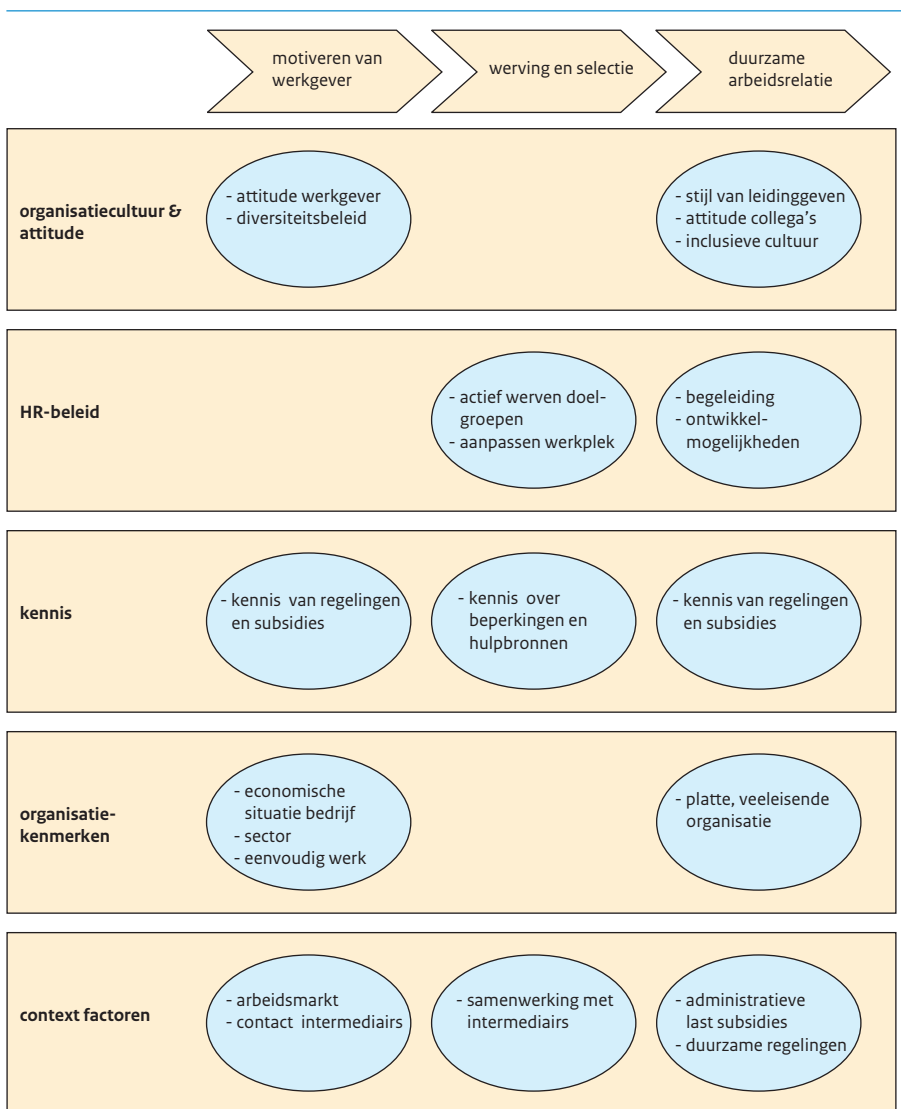 motiveren van
werkgever
werving en selectie
duurzame
arbeidsrelatie
organisatiecultuur &
attitude
- attitude werkgever
- diversiteitsbeleid
- stijl van leidinggeven
- attitude collega's
- inclusieve cultuur
HR-beleid
- actief werven doel-
groepen
- aanpassen werkplek
- begeleiding
- ontwikkel-
mogelijkheden
kennis
- kennis van regelingen
en subsidies
- kennis over
beperkingen en
hulpbronnen
- kennis van regelingen
en subsidies
organisatie-
kenmerken
- economische
situatie bedrijf
- sector
- eenvoudig werk
- platte, veeleisende
organisatie
context factoren
- arbeidsmarkt
- contact intermediairs
- samenwerking met
intermediairs
- administratieve
last subsidies
- duurzame regelingen